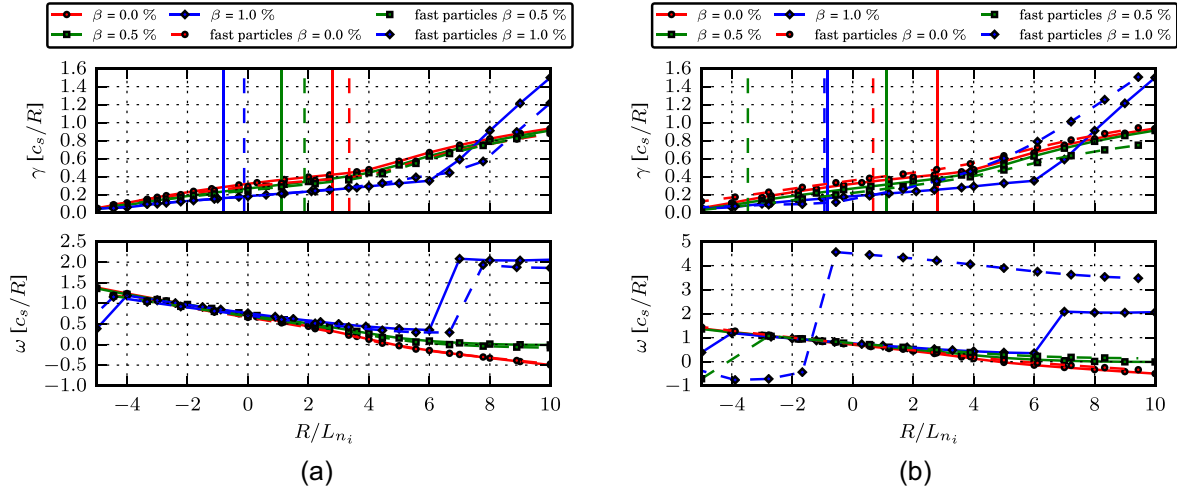 β = 0.0 % β = 1.0 % fast particles β = 0.5 %
β = 0.5 % fast particles β = 0.0 % fast particles β = 1.0 %
1.6
1.4
1.2
1.0
0.8
0.6
0.4
0.2
0.0
γ [c_s/R]
2.5
2.0
1.5
1.0
0.5
0.0
−0.5
−1.0
ω [c_s/R]
−4 −2 0 2 4 6 8 10
R/L_{n_i}
(a)
β = 0.0 % β = 1.0 % fast particles β = 0.5 %
β = 0.5 % fast particles β = 0.0 % fast particles β = 1.0 %
1.6
1.4
1.2
1.0
0.8
0.6
0.4
0.2
0.0
γ [c_s/R]
5
4
3
2
1
0
−1
ω [c_s/R]
−4 −2 0 2 4 6 8 10
R/L_{n_i}
(b)